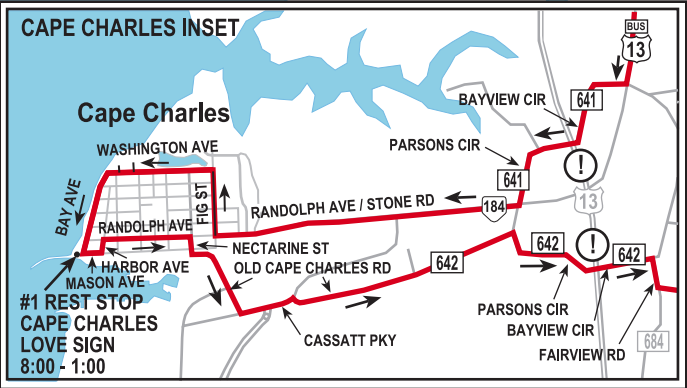 CAPE CHARLES INSET
BUS
13
641
BAYVIEW CIR
Cape Charles
PARSONS CIR
WASHINGTON AVE
!
641
BAY AVE
FIG ST
RANDOLPH AVE / STONE RD
184
13
RANDOLPH AVE
NECTARINE ST
642
!
642
HARBOR AVE
OLD CAPE CHARLES RD
642
MASON AVE
#1 REST STOP
CAPE CHARLES
LOVE SIGN
8:00 - 1:00
CASSATT PKY
PARSONS CIR
BAYVIEW CIR
FAIRVIEW RD
684